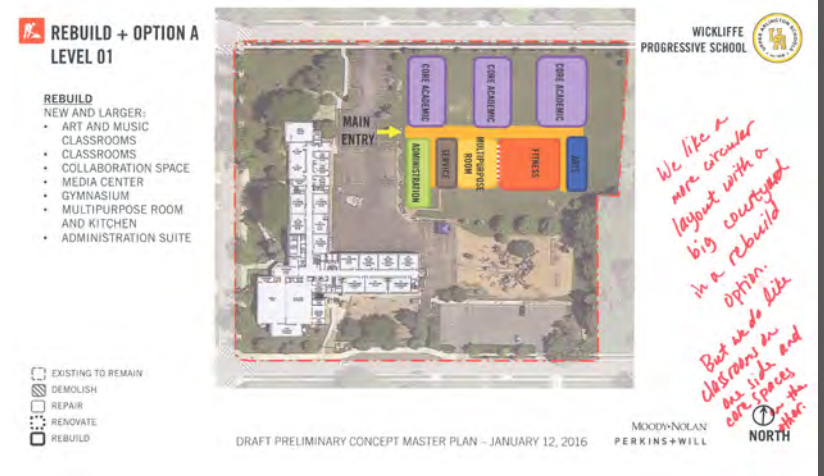 REBUILD + OPTION A
LEVEL 01
WICKLIFFE
PROGRESSIVE SCHOOL
UPPER ARLINGTON SCHOOLS
UA
REBUILD
NEW AND LARGER:
• ART AND MUSIC
CLASSROOMS
• CLASSROOMS
• COLLABORATION SPACE
• MEDIA CENTER
• GYMNASIUM
• MULTIPURPOSE ROOM
AND KITCHEN
• ADMINISTRATION SUITE
CORE ACADEMIC
CORE ACADEMIC
CORE ACADEMIC
MAIN
ENTRY
ADMINISTRATION
SERVICE
MULTIPURPOSE
ROOM
FITNESS
ARTS
We like a
more circular
layout with a
big courtyard
in a rebuild
option.
But we do like
classrooms on
one side and
core spaces
on the
other.
EXISTING TO REMAIN
DEMOLISH
REPAIR
RENOVATE
REBUILD
DRAFT PRELIMINARY CONCEPT MASTER PLAN – JANUARY 12, 2016
MOODY•NOLAN
PERKINS+WILL
NORTH